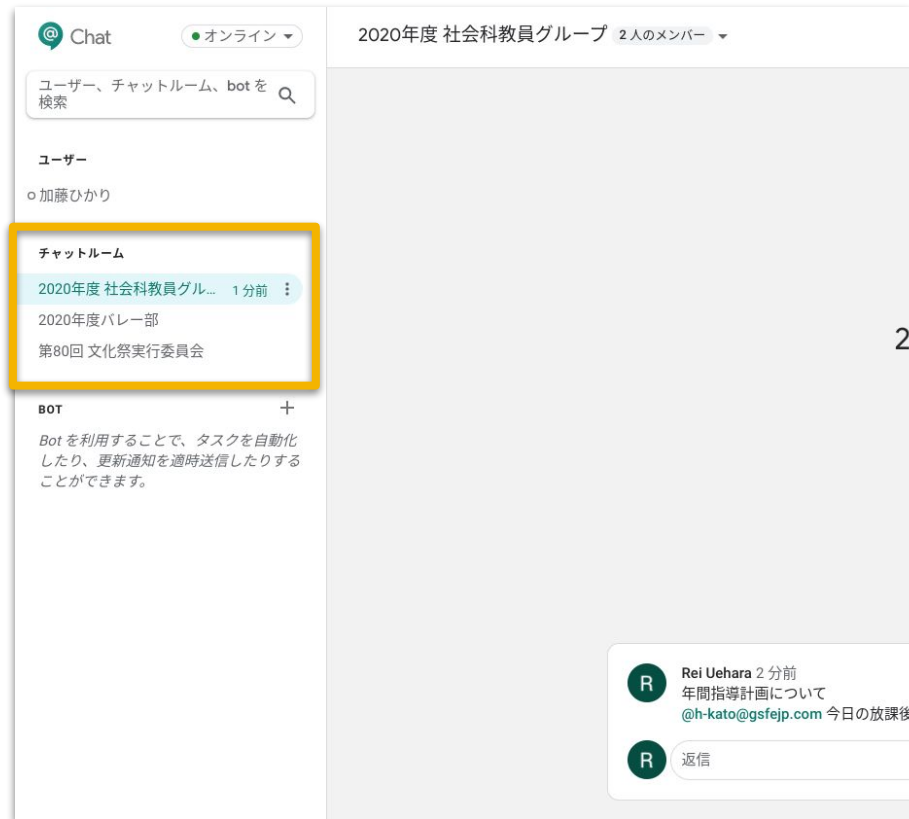 Chat
オンライン
2020年度 社会科教員グループ 2 人のメンバー
ユーザー、チャットルーム、bot を
検索
ユーザー
加藤ひかり
チャットルーム
2020年度 社会科教員グル... 1 分前
2020年度バレー部
第80回 文化祭実行委員会
2
BOT
Bot を利用することで、タスクを自動化
したり、更新通知を適時送信したりする
ことができます。
R
Rei Uehara 2 分前
年間指導計画について
@h-kato@gsfejp.com 今日の放課後
R
返信